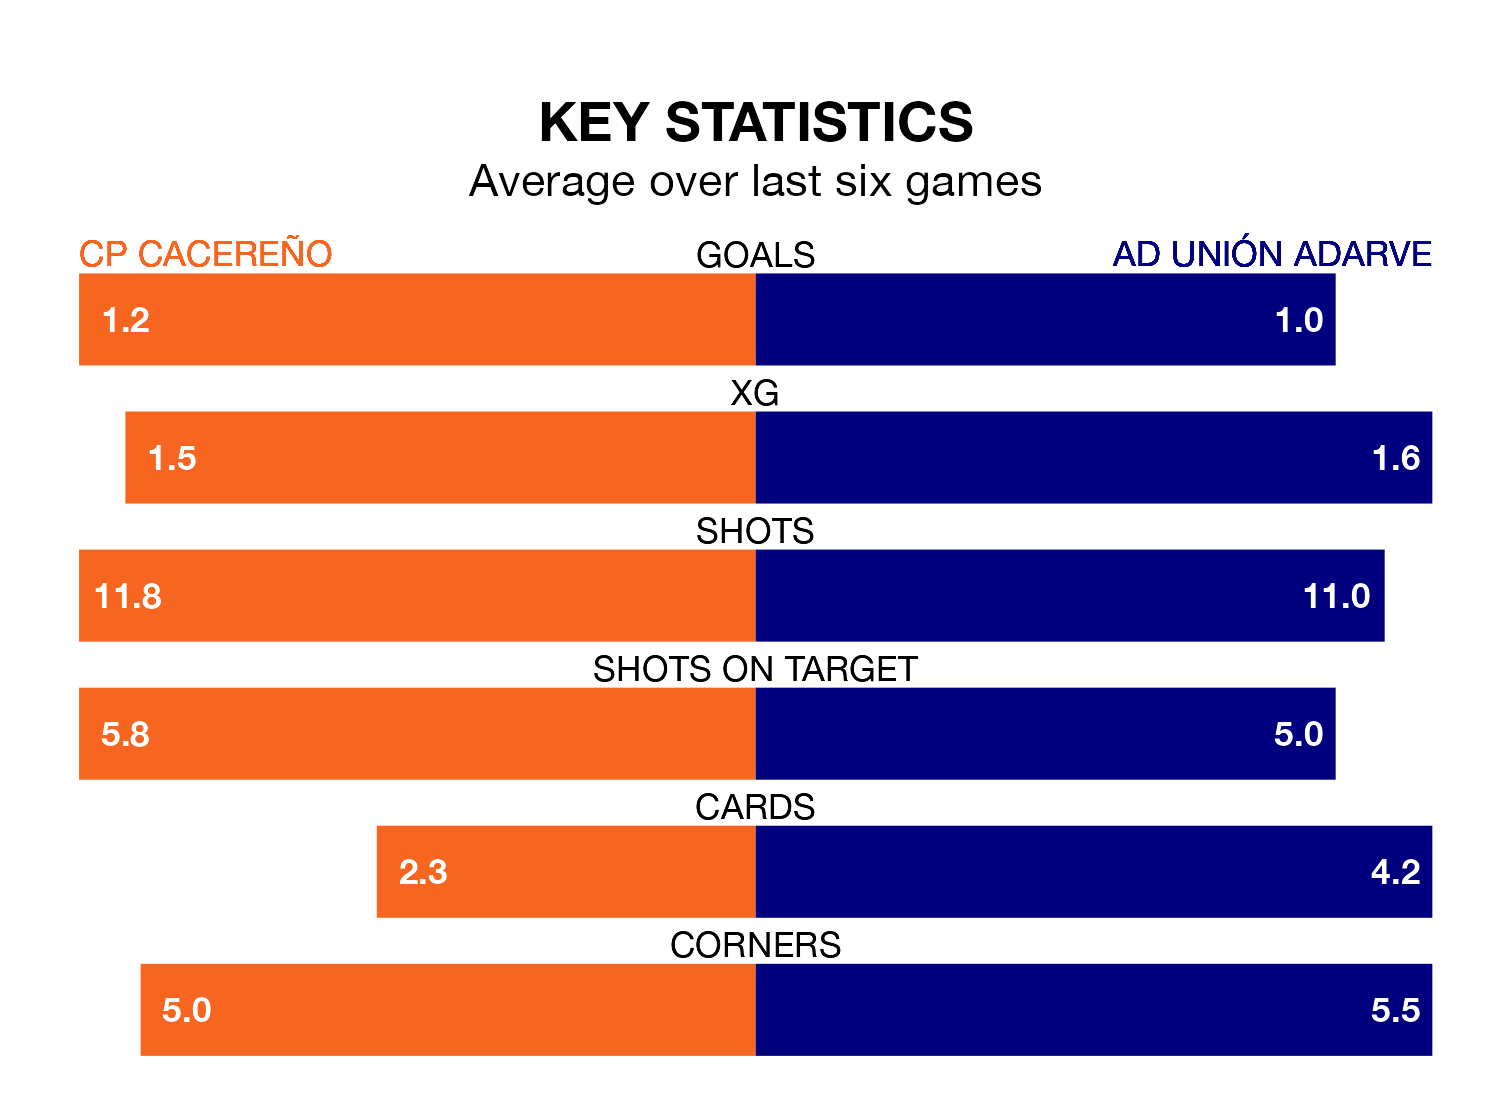 KEY STATISTICS
Average over last six games
CP CACEREÑO GOALS AD UNIÓN ADARVE
1.2 1.0
XG
1.5 1.6
SHOTS
11.8 11.0
SHOTS ON TARGET
5.8 5.0
CARDS
2.3 4.2
CORNERS
5.0 5.5